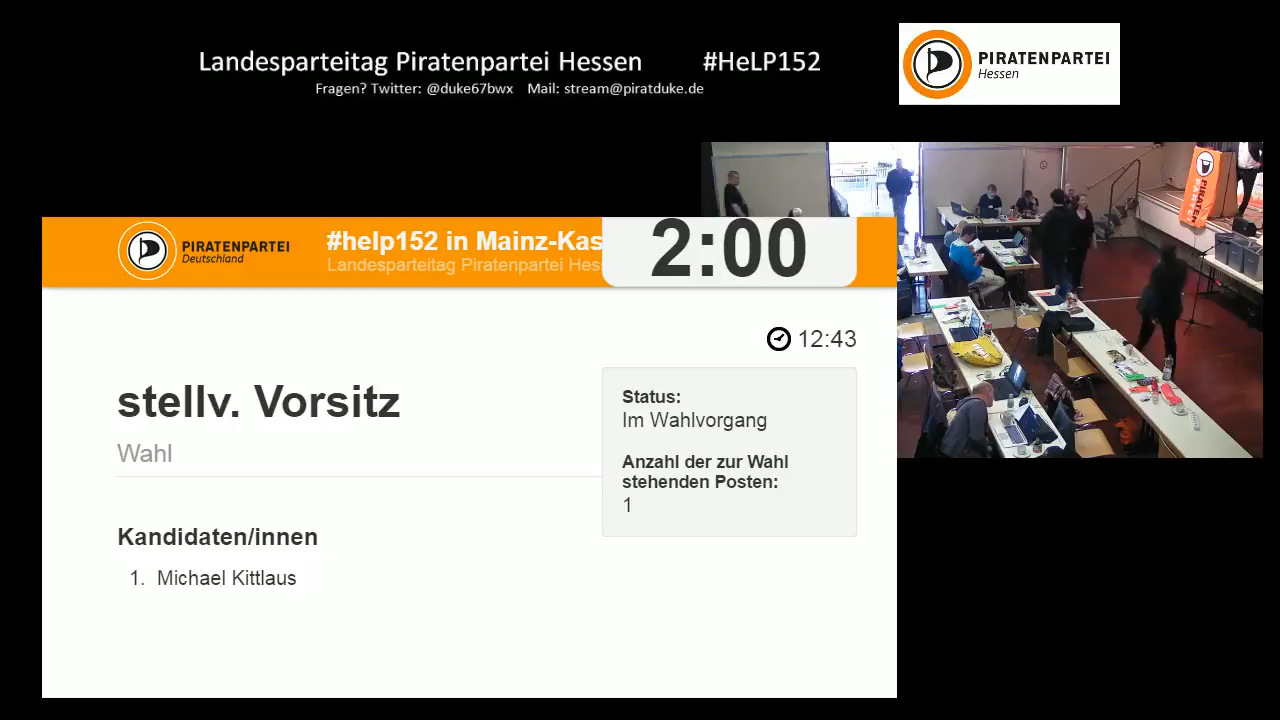 Landesparteitag Piratenpartei Hessen #HeLP152
Fragen? Twitter: @duke67bwx Mail: stream@piratduke.de
PIRATENPARTEI
Hessen
PIRATENPARTEI
Deutschland
#help152 in Mainz-Kas
Landesparteitag Piratenpartei Hes
2:00
12:43
stellv. Vorsitz
Wahl
Status:
Im Wahlvorgang
Anzahl der zur Wahl
stehenden Posten:
1
Kandidaten/innen
1. Michael Kittlaus
PIRATEN